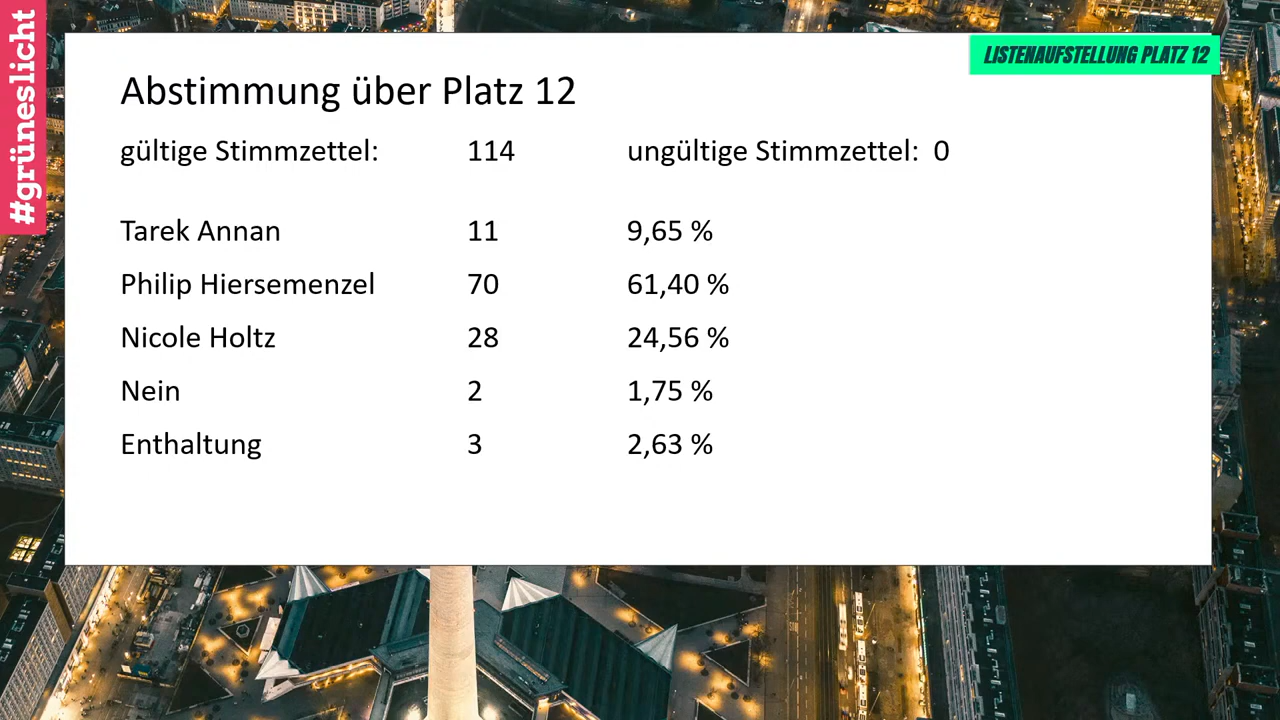 #grüneslicht
LISTENAUFSTELLUNG PLATZ 12
Abstimmung über Platz 12
gültige Stimmzettel: 114 ungültige Stimmzettel: 0
Tarek Annan 11 9,65 %
Philip Hiersemenzel 70 61,40 %
Nicole Holtz 28 24,56 %
Nein 2 1,75 %
Enthaltung 3 2,63 %